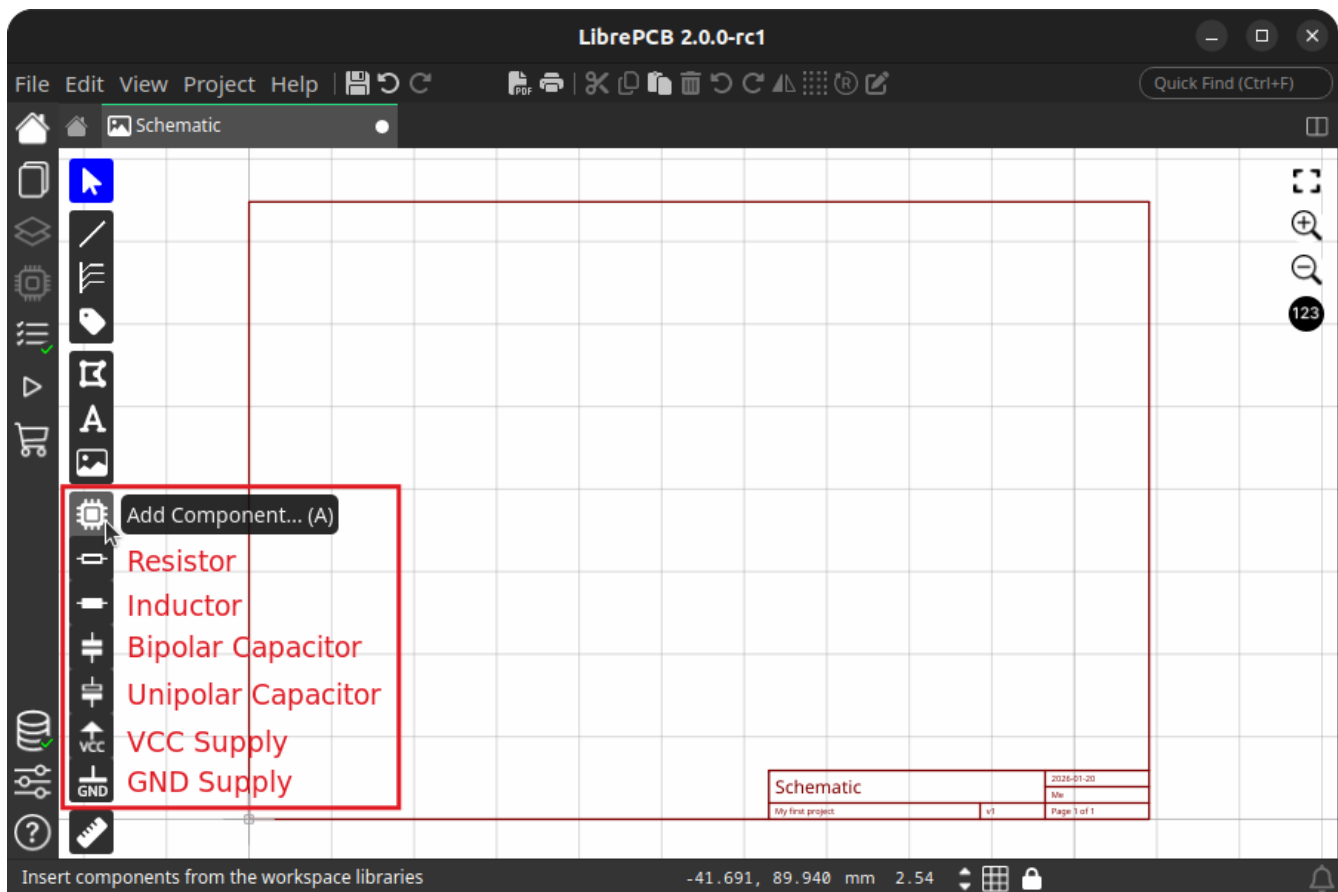 LibrePCB 2.0.0-rc1
File Edit View Project Help
PDF
Quick Find (Ctrl+F)
Schematic
123
Add Component... (A)
Resistor
Inductor
Bipolar Capacitor
Unipolar Capacitor
VCC
VCC Supply
GND
GND Supply
Schematic
2026-01-20
Me
My first project
v1
Page 1 of 1
Insert components from the workspace libraries
-41.691, 89.940 mm 2.54